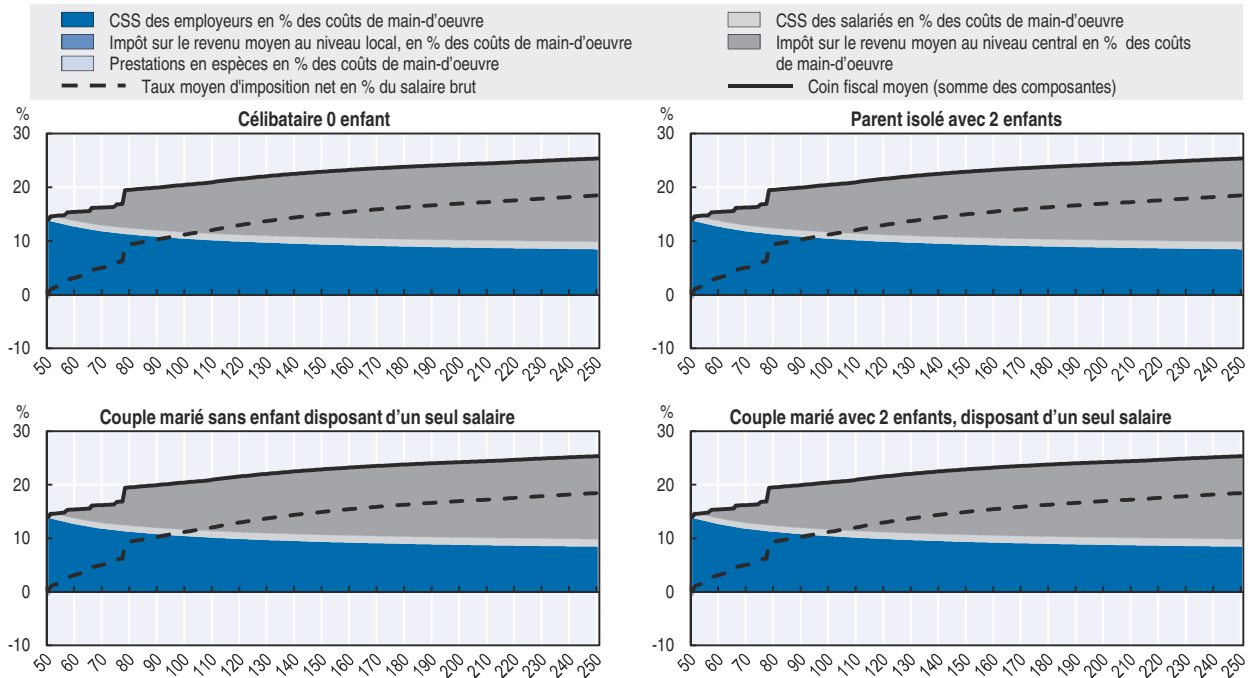 CSS des employeurs en % des coûts de main-d'oeuvre
CSS des salariés en % des coûts de main-d'oeuvre
Impôt sur le revenu moyen au niveau local, en % des coûts de main-d'oeuvre
Impôt sur le revenu moyen au niveau central en % des coûts
de main-d'oeuvre
Prestations en espèces en % des coûts de main-d'oeuvre
Taux moyen d'imposition net en % du salaire brut
Coin fiscal moyen (somme des composantes)
%
Célibataire 0 enfant
30
20
10
0
-10
50 60 70 80 90 100 110 120 130 140 150 160 170 180 190 200 210 220 230 240 250
%
Parent isolé avec 2 enfants
30
20
10
0
-10
50 60 70 80 90 100 110 120 130 140 150 160 170 180 190 200 210 220 230 240 250
%
Couple marié sans enfant disposant d’un seul salaire
30
20
10
0
-10
50 60 70 80 90 100 110 120 130 140 150 160 170 180 190 200 210 220 230 240 250
%
Couple marié avec 2 enfants, disposant d’un seul salaire
30
20
10
0
-10
50 60 70 80 90 100 110 120 130 140 150 160 170 180 190 200 210 220 230 240 250